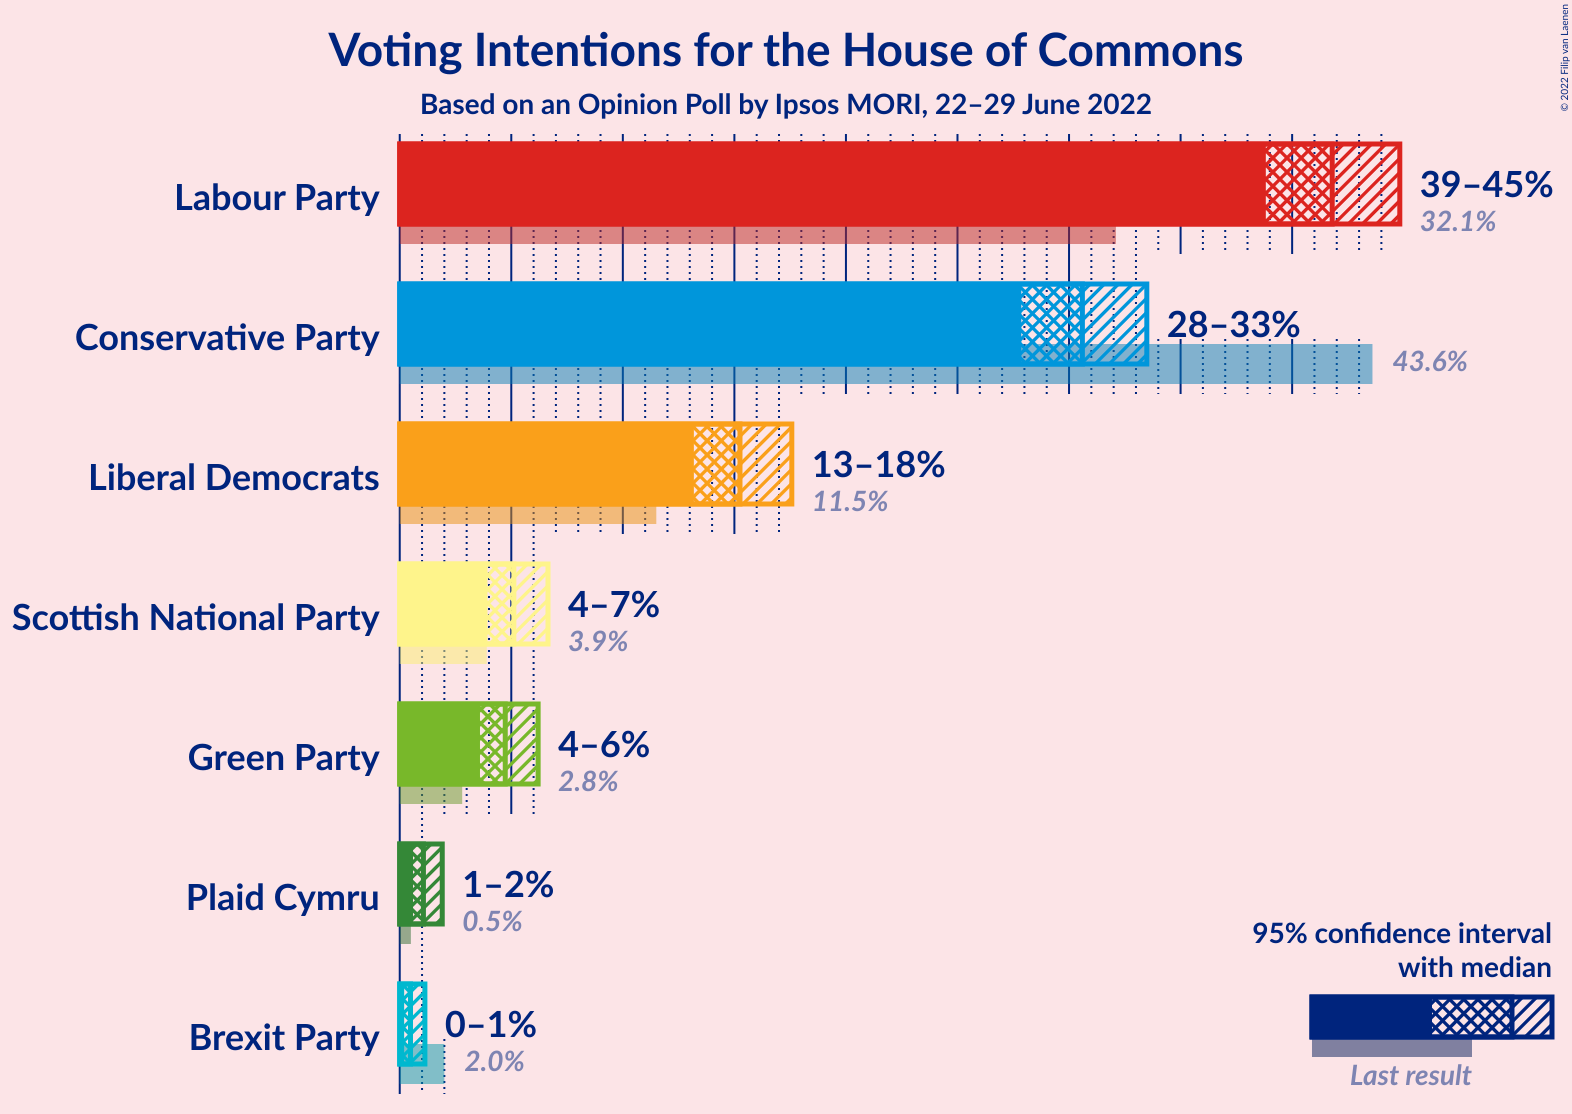 © 2022 Filip van Laenen
Voting Intentions for the House of Commons
Based on an Opinion Poll by Ipsos MORI, 22–29 June 2022
Labour Party
39–45%
32.1%
Conservative Party
28–33%
43.6%
Liberal Democrats
13–18%
11.5%
Scottish National Party
4–7%
3.9%
Green Party
4–6%
2.8%
Plaid Cymru
1–2%
0.5%
Brexit Party
0–1%
2.0%
95% confidence interval
with median
Last result